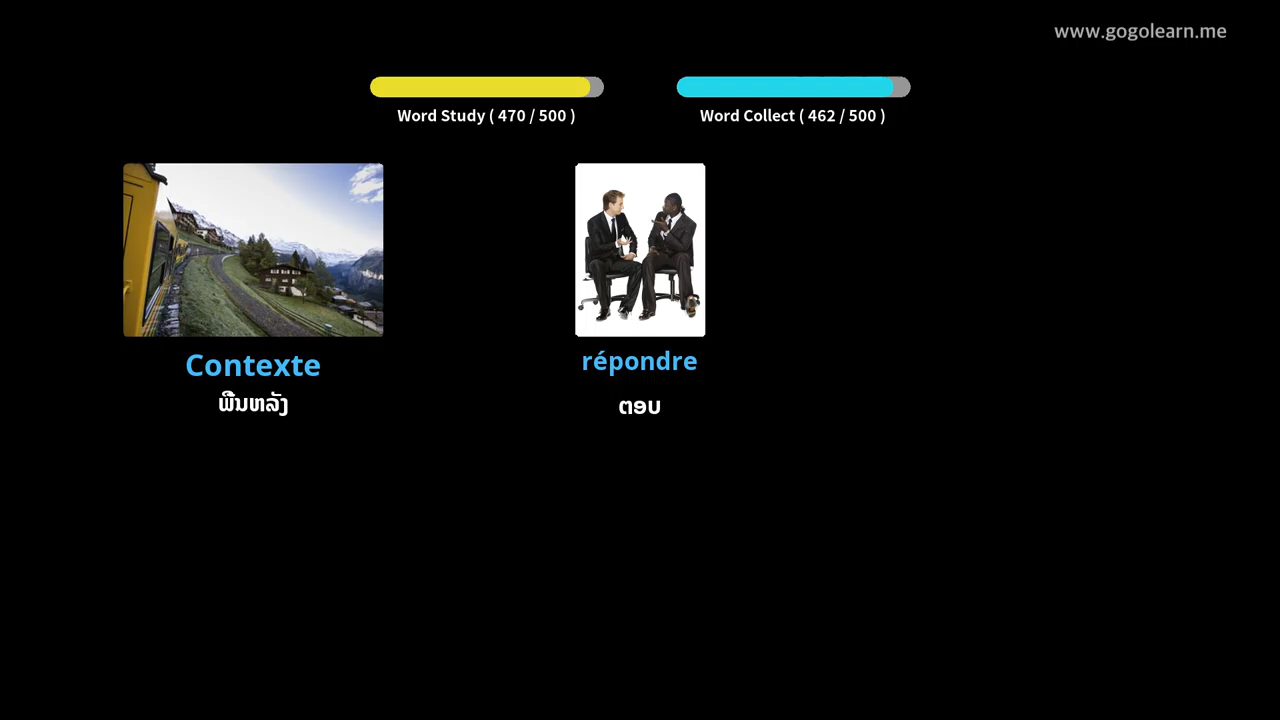 www.gogolearn.me
Word Study ( 470 / 500 )
Word Collect ( 462 / 500 )
Contexte
ພື້ນຫລັງ
répondre
ຕອບ